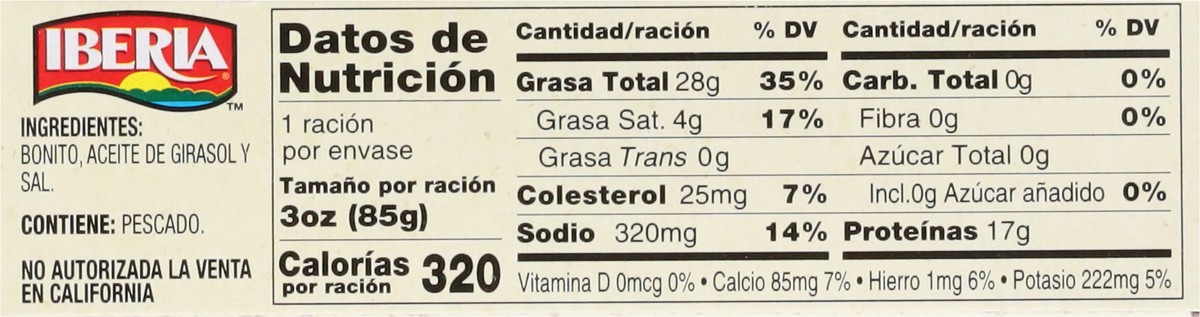 IBERIA
TM
INGREDIENTES:
BONITO, ACEITE DE GIRASOL Y
SAL.
CONTIENE: PESCADO.
NO AUTORIZADA LA VENTA
EN CALIFORNIA
Datos de
Nutrición
1 ración
por envase
Tamaño por ración
3oz (85g)
Calorías 320
por ración
Cantidad/ración % DV
Grasa Total 28g 35%
Grasa Sat. 4g 17%
Grasa Trans 0g
Colesterol 25mg 7%
Sodio 320mg 14%
Cantidad/ración % DV
Carb. Total 0g 0%
Fibra 0g 0%
Azúcar Total 0g
Incl.0g Azúcar añadido 0%
Proteínas 17g
Vitamina D 0mcg 0% • Calcio 85mg 7% • Hierro 1mg 6% • Potasio 222mg 5%